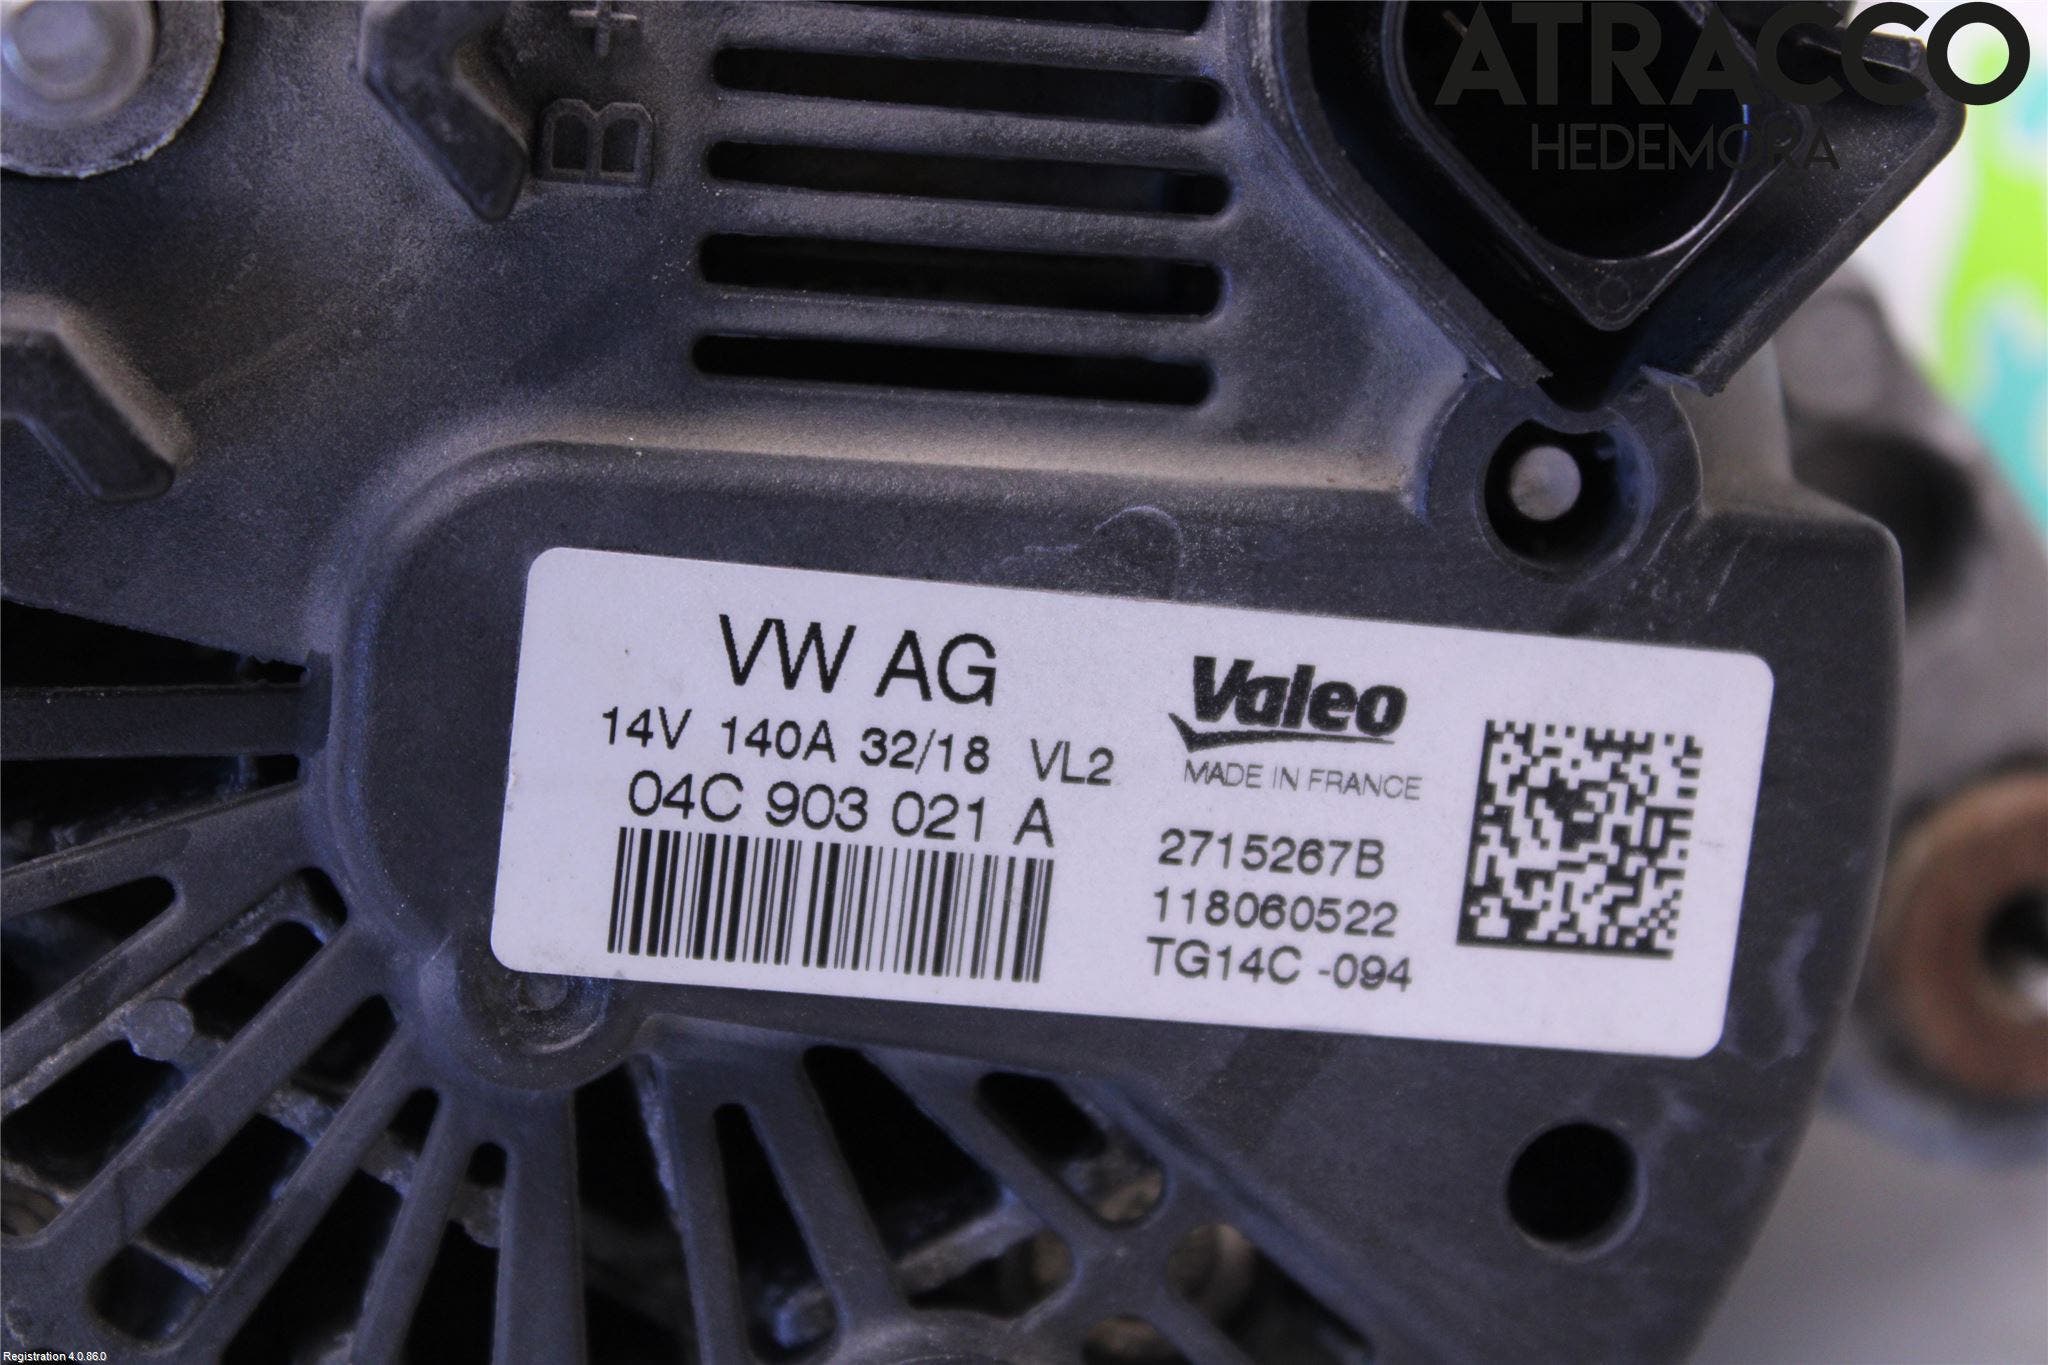 B+
ATRACCO
HEDEMORA
VW AG
14V 140A 32/18 VL2
04C 903 021 A
Valeo
MADE IN FRANCE
2715267B
118060522
TG14C -094
Registration 4.0.86.0